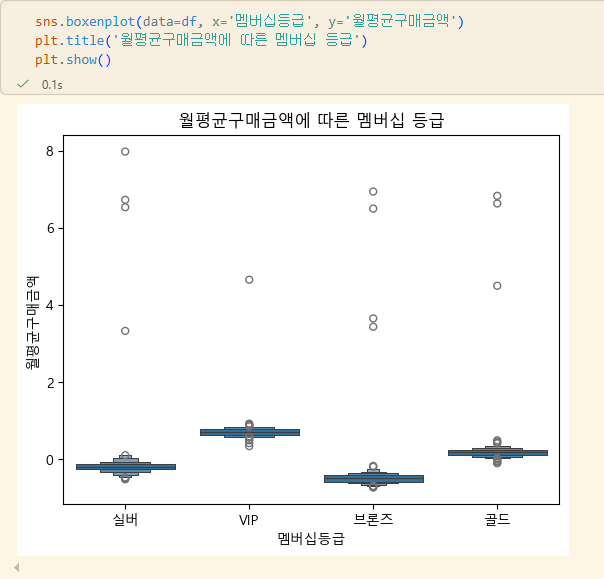 sns.boxenplot(data=df, x='멤버십등급', y='월평균구매금액')
plt.title('월평균구매금액에 따른 멤버십 등급')
plt.show()
0.1s
월평균구매금액에 따른 멤버십 등급
8
6
4
2
0
월평균구매금액
실버 VIP 브론즈 골드
멤버십등급